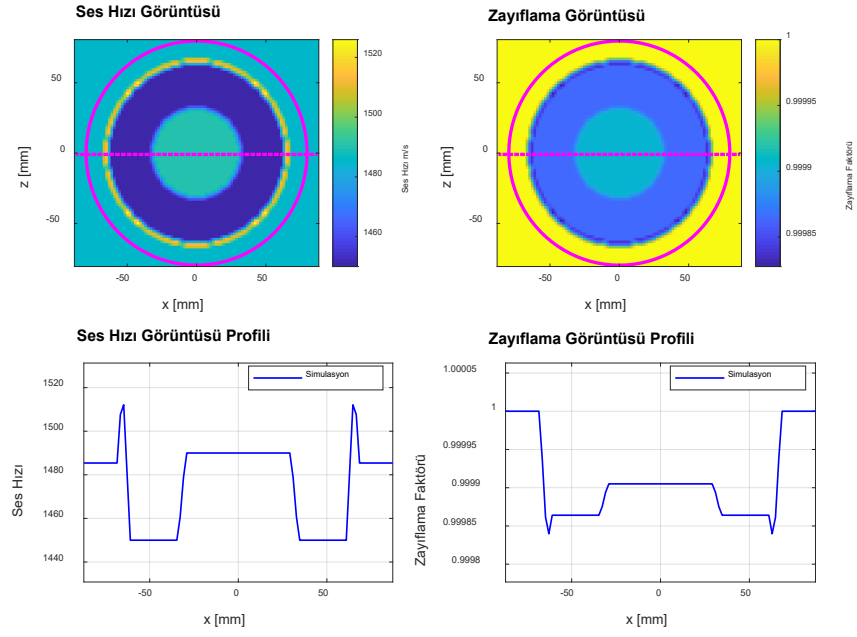 Ses Hızı Görüntüsü
1520
50
1500
0
z [mm]
Ses Hızı m/s
1480
-50
1460
-50
0
50
x [mm]
Zayıflama Görüntüsü
1
50
0.99995
0
z [mm]
0.9999
Zayıflama Faktörü
-50
0.99985
-50
0
50
x [mm]
Ses Hızı Görüntüsü Profili
Simulasyon
1520
1500
1480
Ses Hızı
1460
1440
-50
0
50
x [mm]
Zayıflama Görüntüsü Profili
Simulasyon
1.00005
1
0.99995
0.9999
Zayıflama Faktörü
0.99985
0.9998
-50
0
50
x [mm]